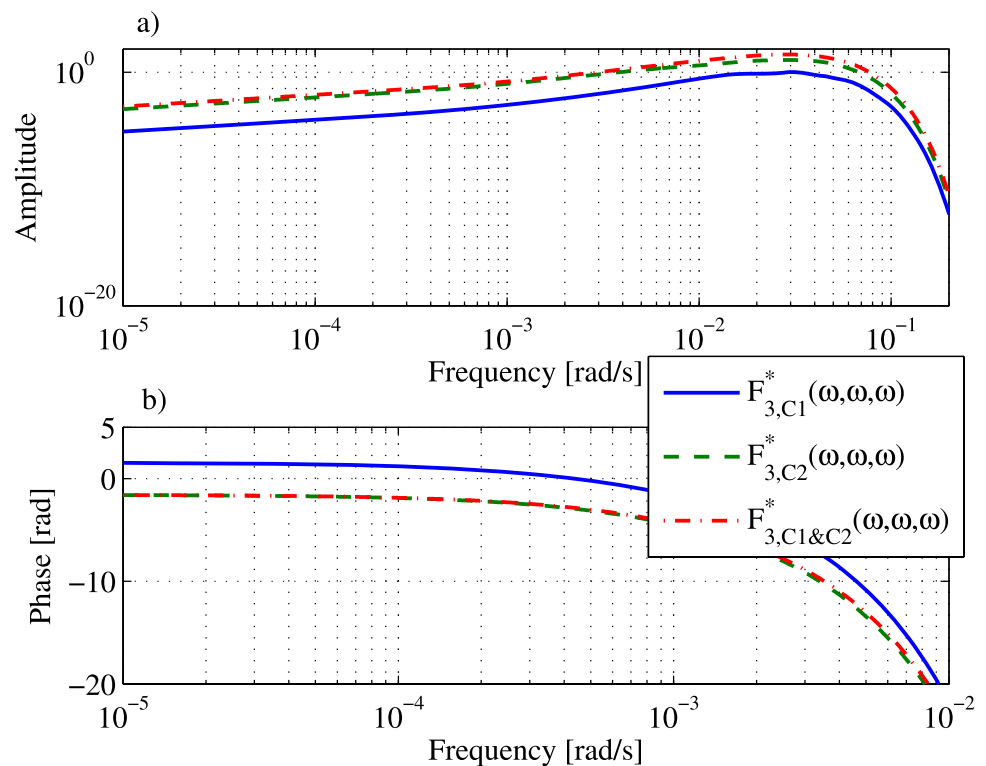 a)
10⁰
Amplitude
10⁻²⁰
10⁻⁵ 10⁻⁴ 10⁻³ 10⁻² 10⁻¹
Frequency [rad/s]
F*3,C1(ω,ω,ω)
F*3,C2(ω,ω,ω)
F*3,C1&C2(ω,ω,ω)
b)
5
0
−10
−20
Phase [rad]
10⁻⁵ 10⁻⁴ 10⁻³ 10⁻²
Frequency [rad/s]